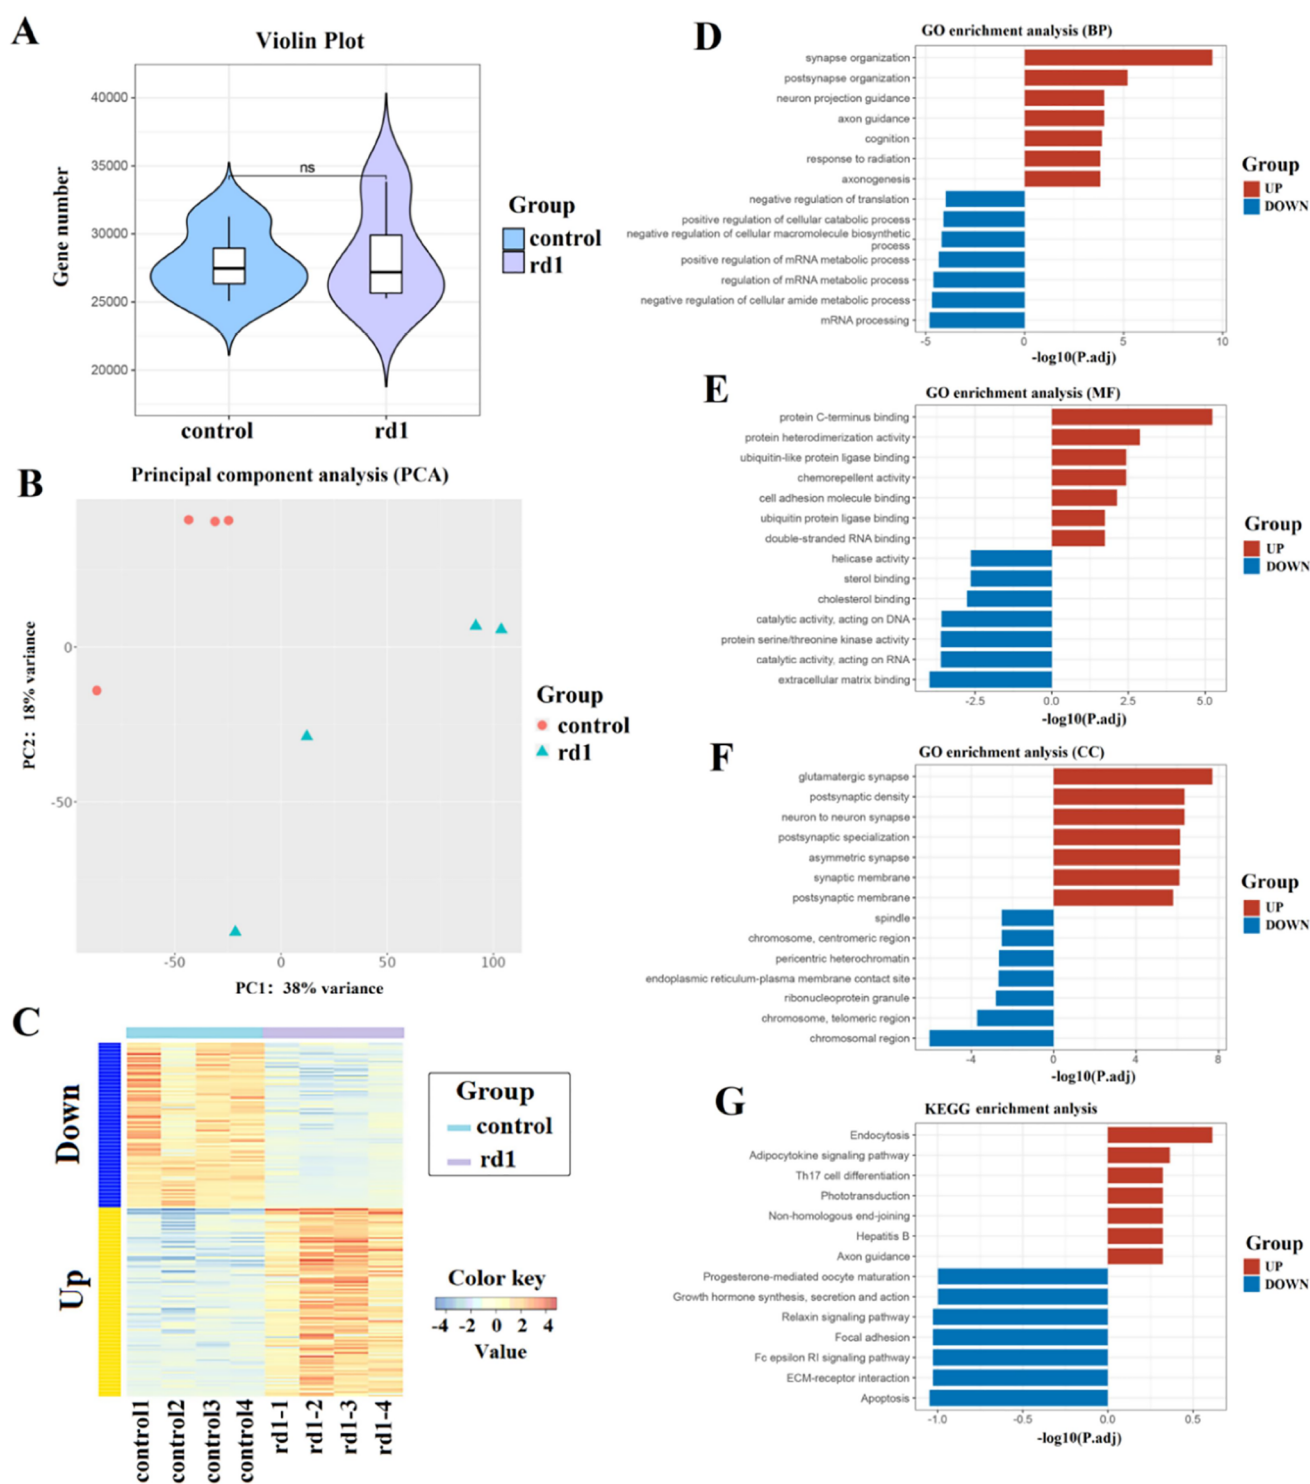 A
Violin Plot
Gene number
40000
35000
30000
25000
20000
ns
control
rd1
Group
control
rd1
B
Principal component analysis (PCA)
PC2: 18% variance
0
-50
-50
0
50
100
PC1: 38% variance
Group
control
rd1
C
Down
Up
control1
control2
control3
control4
rd1-1
rd1-2
rd1-3
rd1-4
Group
control
rd1
Color key
-4 -2 0 2 4
Value
D
GO enrichment analysis (BP)
synapse organization
postsynapse organization
neuron projection guidance
axon guidance
cognition
response to radiation
axonogenesis
negative regulation of translation
positive regulation of cellular catabolic process
negative regulation of cellular macromolecule biosynthetic
process
positive regulation of mRNA metabolic process
regulation of mRNA metabolic process
negative regulation of cellular amide metabolic process
mRNA processing
-5 0 5 10
-log10(P.adj)
Group
UP
DOWN
E
GO enrichment analysis (MF)
protein C-terminus binding
protein heterodimerization activity
ubiquitin-like protein ligase binding
chemorepellent activity
cell adhesion molecule binding
ubiquitin protein ligase binding
double-stranded RNA binding
helicase activity
sterol binding
cholesterol binding
catalytic activity, acting on DNA
protein serine/threonine kinase activity
catalytic activity, acting on RNA
extracellular matrix binding
-2.5 0.0 2.5 5.0
-log10(P.adj)
Group
UP
DOWN
F
GO enrichment anlysis (CC)
glutamatergic synapse
postsynaptic density
neuron to neuron synapse
postsynaptic specialization
asymmetric synapse
synaptic membrane
postsynaptic membrane
spindle
chromosome, centromeric region
pericentric heterochromatin
endoplasmic reticulum-plasma membrane contact site
ribonucleoprotein granule
chromosome, telomeric region
chromosomal region
-4 0 4 8
-log10(P.adj)
Group
UP
DOWN
G
KEGG enrichment anlysis
Endocytosis
Adipocytokine signaling pathway
Th17 cell differentiation
Phototransduction
Non-homologous end-joining
Hepatitis B
Axon guidance
Progesterone-mediated oocyte maturation
Growth hormone synthesis, secretion and action
Relaxin signaling pathway
Focal adhesion
Fc epsilon RI signaling pathway
ECM-receptor interaction
Apoptosis
-1.0 -0.5 0.0 0.5
-log10(P.adj)
Group
UP
DOWN